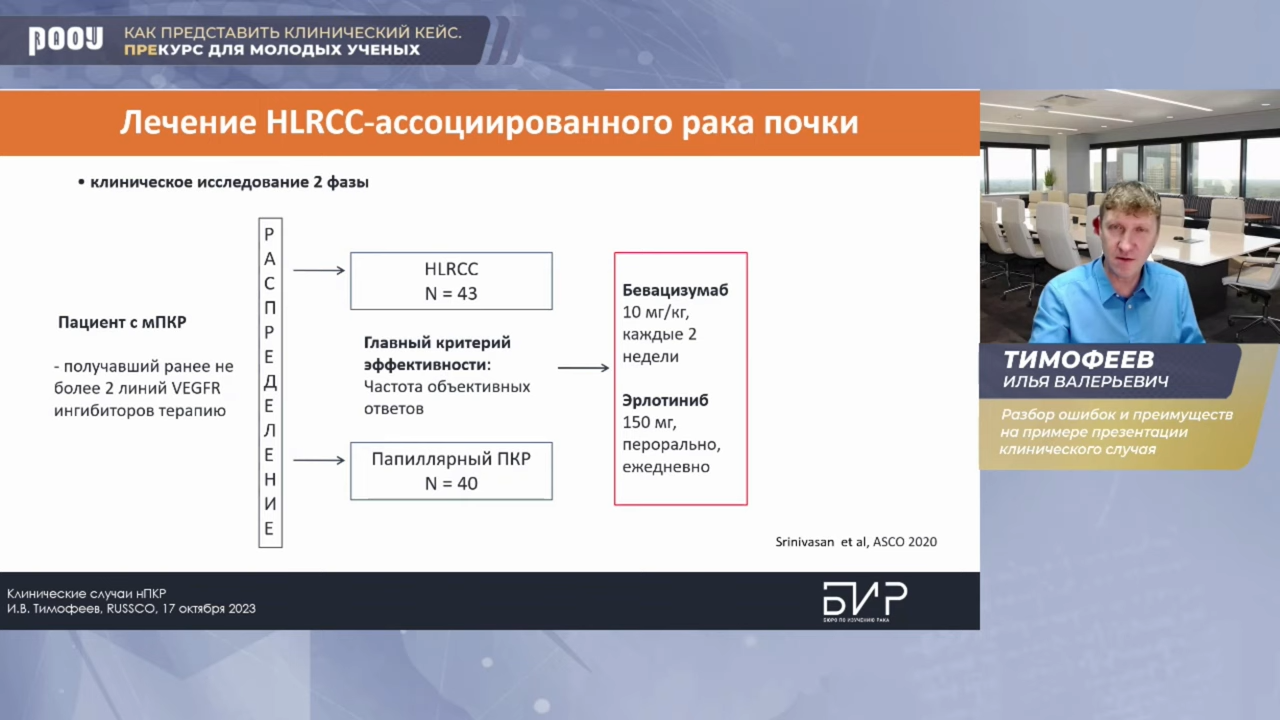 РООУ
КАК ПРЕДСТАВИТЬ КЛИНИЧЕСКИЙ КЕЙС.
ПРЕКУРС ДЛЯ МОЛОДЫХ УЧЕНЫХ
Лечение HLRCC-ассоциированного рака почки
• клиническое исследование 2 фазы
Пациент с мПКР
- получавший ранее не
более 2 линий VEGFR
ингибиторов терапию
Р
А
С
П
Р
Е
Д
Е
Л
Е
Н
И
Е
HLRCC
N = 43
Главный критерий
эффективности:
Частота объективных
ответов
Папиллярный ПКР
N = 40
Бевацизумаб
10 мг/кг,
каждые 2
недели
Эрлотиниб
150 мг,
перорально,
ежедневно
Srinivasan et al, ASCO 2020
Клинические случаи нПКР
И.В. Тимофеев, RUSSCO, 17 октября 2023
БИР
БЮРО ПО ИЗУЧЕНИЮ РАКА
ТИМОФЕЕВ
ИЛЬЯ ВАЛЕРЬЕВИЧ
Разбор ошибок и преимуществ
на примере презентации
клинического случая